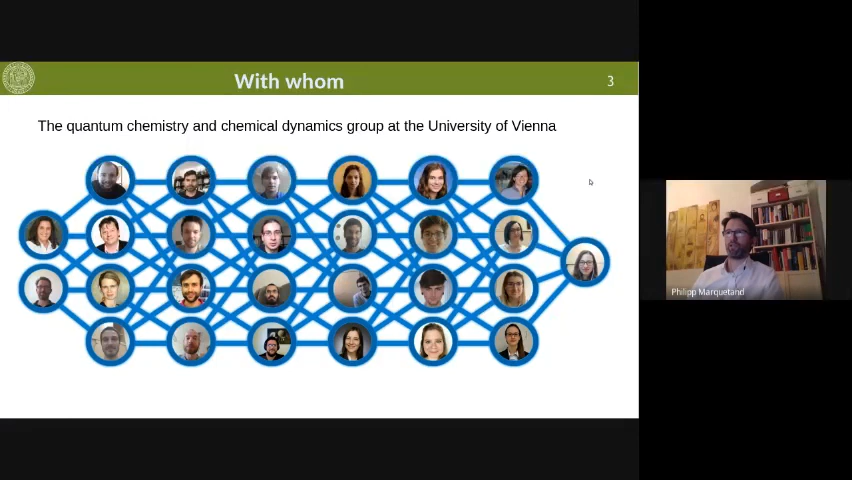 With whom
3
The quantum chemistry and chemical dynamics group at the University of Vienna
Philipp Marquetand